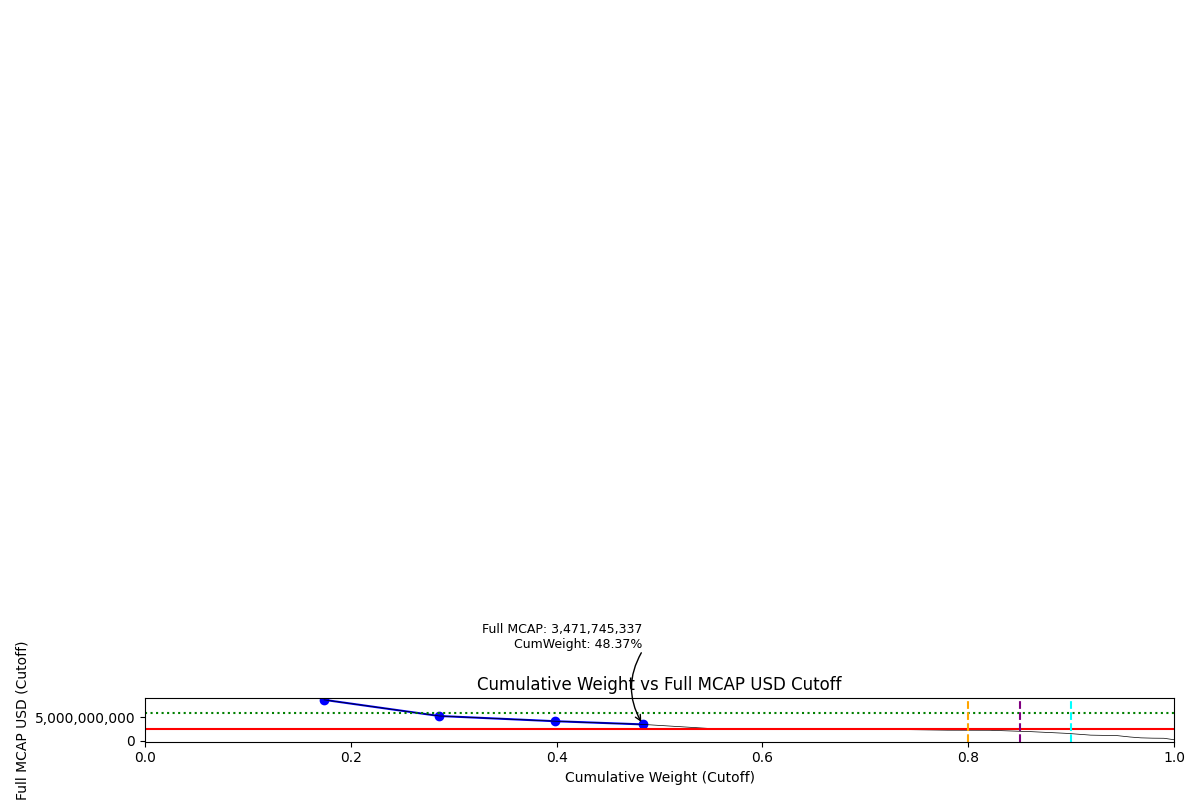 Full MCAP: 3,471,745,337
CumWeight: 48.37%
Cumulative Weight vs Full MCAP USD Cutoff
Full MCAP USD (Cutoff)
5,000,000,000
0
0.0 0.2 0.4 0.6 0.8 1.0
Cumulative Weight (Cutoff)